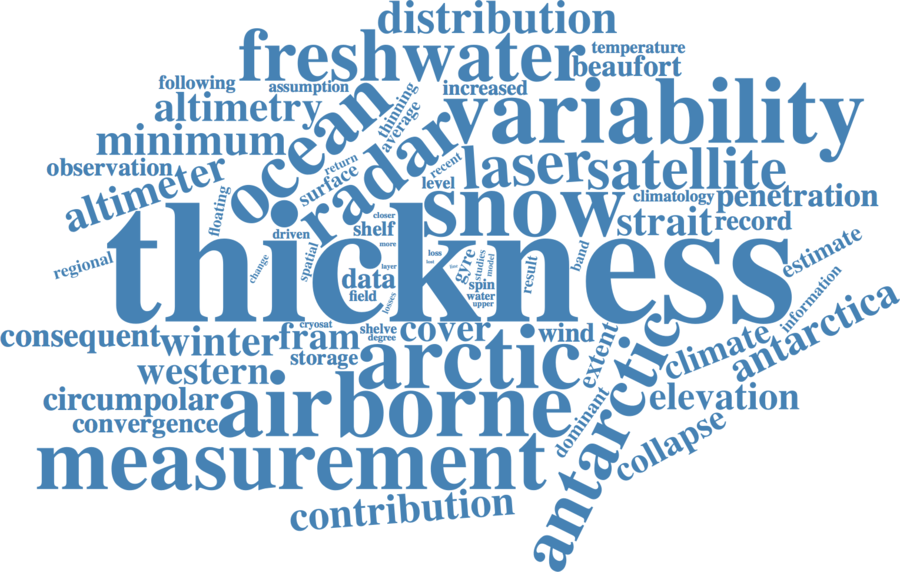 distribution
freshwater
temperature
beaufort
following
assumption
increased
thinning
altimetry
ocean
average
variability
minimum
radar
observation
return
recent
laser
satellite
altimeter
surface
level
climatology
penetration
floating
snow
strait
record
closer
shelf
driven
more
thickness
regional
change
spatial
layer
data
field
losses
loss
gyre
studies
model
spin
water
upper
result
band
estimate
information
consequent
winter
fram
cryosat
shelve
degree
cover
wind
extent
storage
arctic
antarctic
climate
antarctica
western
circumpolar
airborne
elevation
convergence
dominant
collapse
measurement
contribution